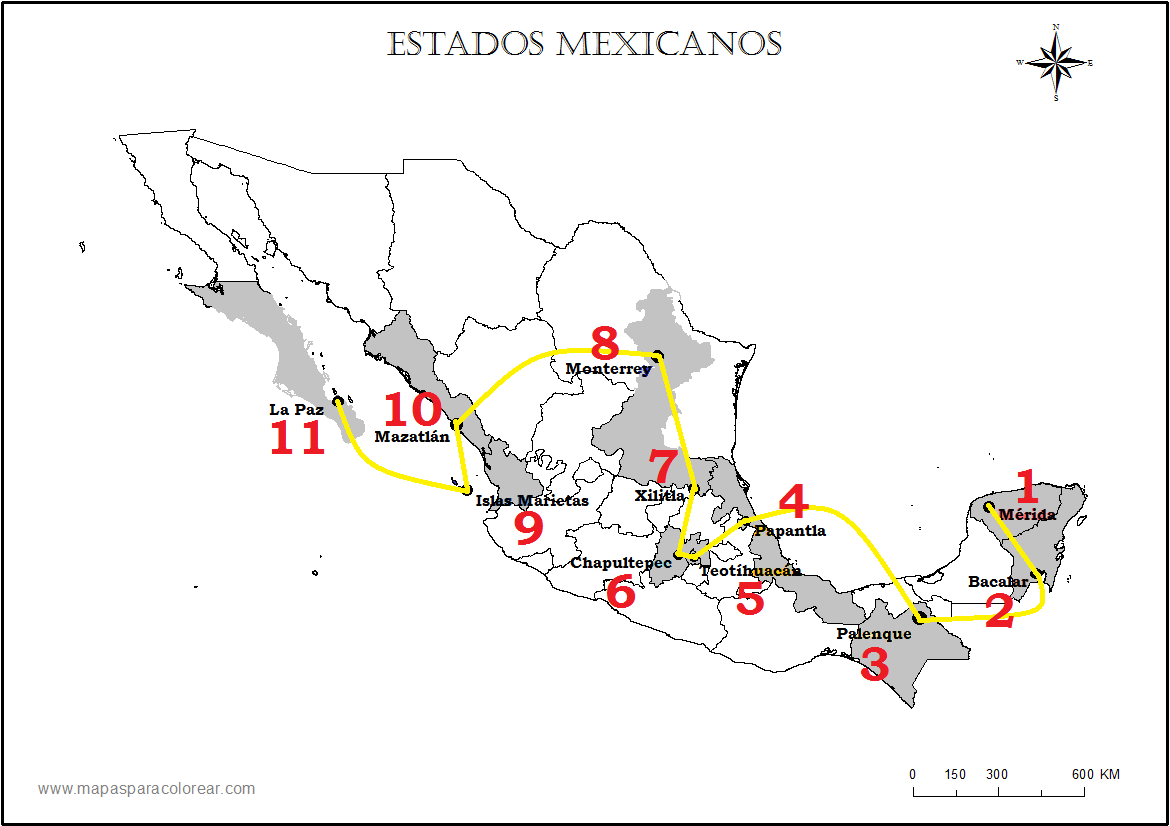 ESTADOS MEXICANOS
N
W E
S
8
Monterrey
La Paz
11
10
Mazatlán
7
Xilitla
Islas Marietas
9
4
Papantla
1
Mérida
Chapultepec
6
Teotíhuacán
5
Bacalar
2
Palenque
3
www.mapasparacolorear.com
0 150 300 600 KM